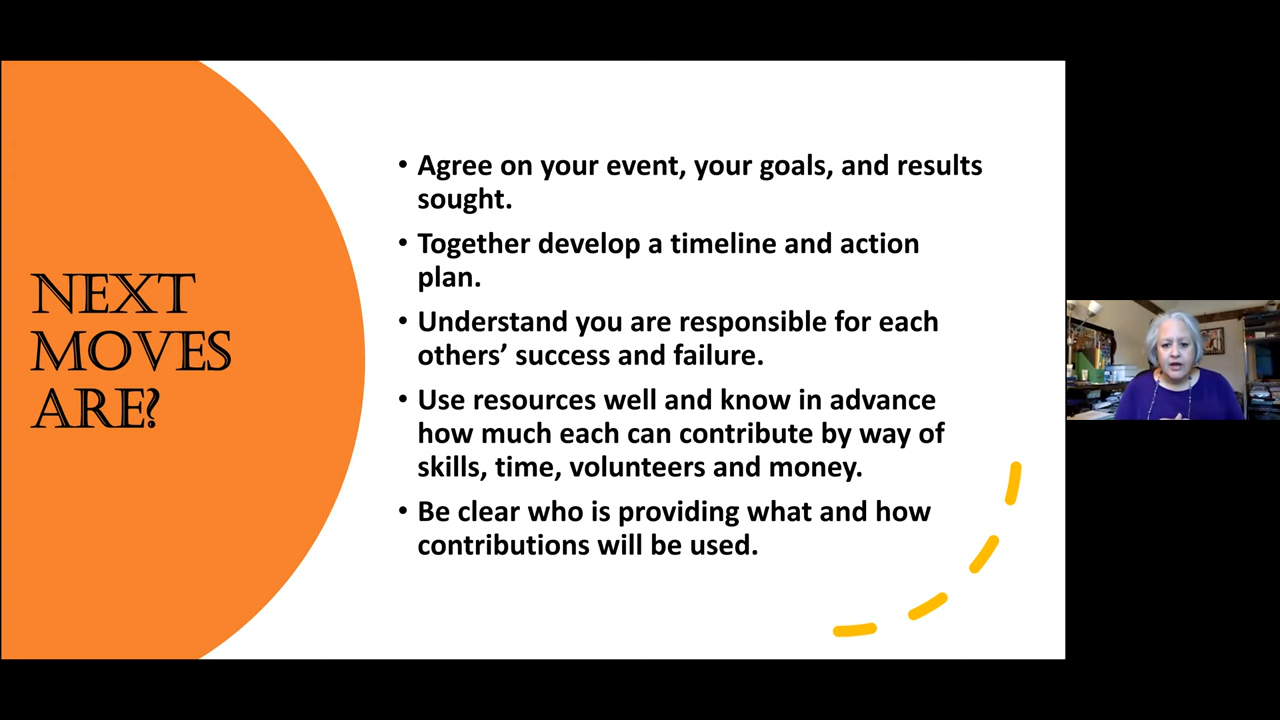 NEXT
MOVES
ARE?
• Agree on your event, your goals, and results
sought.
• Together develop a timeline and action
plan.
• Understand you are responsible for each
others’ success and failure.
• Use resources well and know in advance
how much each can contribute by way of
skills, time, volunteers and money.
• Be clear who is providing what and how
contributions will be used.